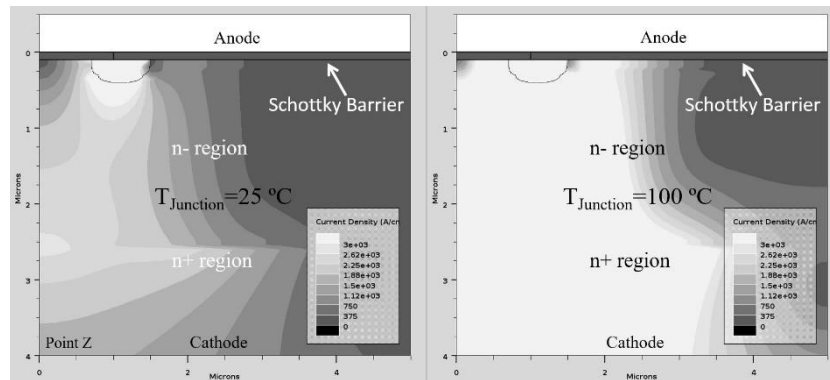 Anode
Schottky Barrier
n- region
T_Junction=25 ºC
n+ region
Point Z
Cathode
Current Density (A/cm
3e+03
2.62e+03
2.25e+03
1.88e+03
1.5e+03
1.12e+03
750
375
0
Microns
0
1
2
3
4
0
2
4
Microns
Anode
Schottky Barrier
n- region
T_Junction=100 ºC
n+ region
Cathode
Current Density (A/cm
3e+03
2.62e+03
2.25e+03
1.88e+03
1.5e+03
1.12e+03
750
375
0
Microns
0
1
2
3
4
0
2
4
Microns